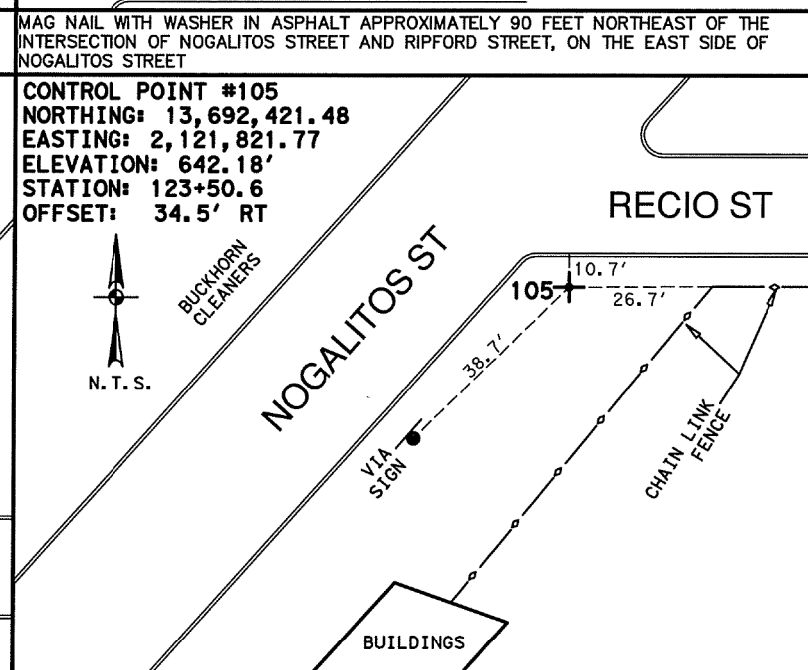 MAG NAIL WITH WASHER IN ASPHALT APPROXIMATELY 90 FEET NORTHEAST OF THE
INTERSECTION OF NOGALITOS STREET AND RIPFORD STREET, ON THE EAST SIDE OF
NOGALITOS STREET
CONTROL POINT #105
NORTHING: 13,692,421.48
EASTING: 2,121,821.77
ELEVATION: 642.18'
STATION: 123+50.6
OFFSET: 34.5' RT
RECIO ST
BUCKHORN
CLEANERS
NOGALITOS ST
10.7'
105
26.7'
38.7'
N.T.S.
VIA
SIGN
CHAIN LINK
FENCE
BUILDINGS